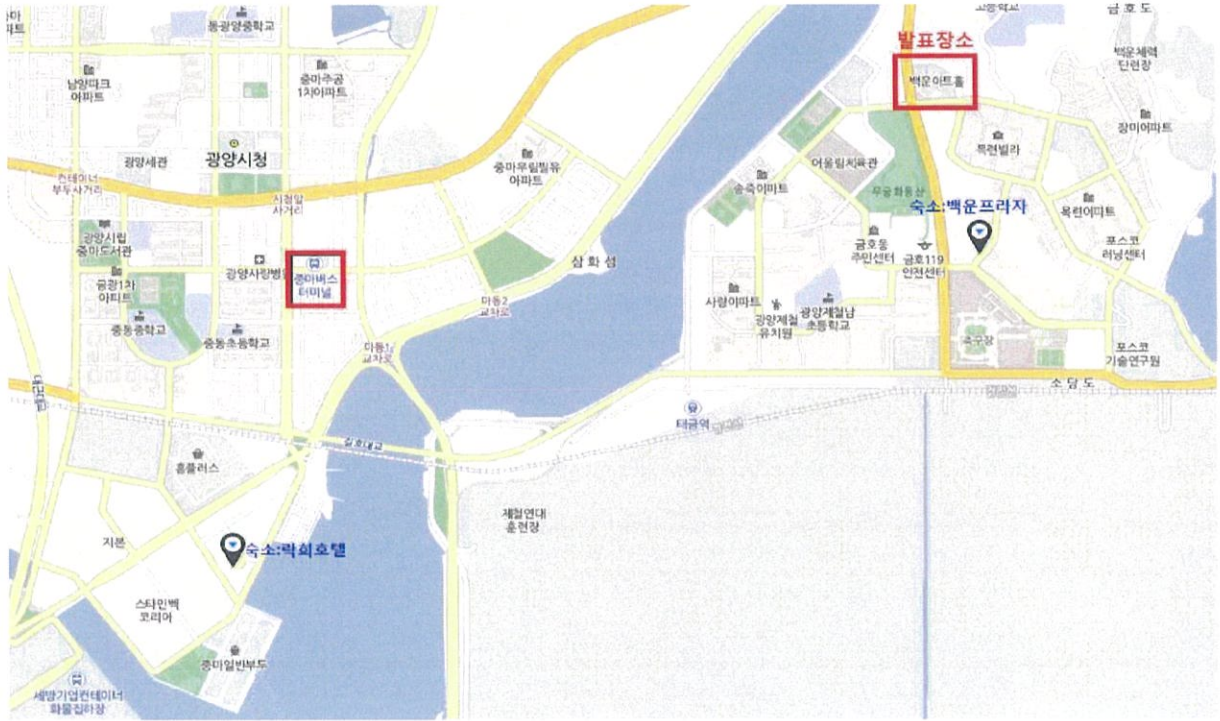 동광양중학교
금호도
발표장소
백운아트홀
남양파크
아파트
중마주공
1차아파트
백운체력
단련장
장미아파트
광양세관
광양시청
컨테이너
부두사거리
시청앞
사거리
중마우림필유
아파트
어울림체육관
목련빌라
송죽아파트
무궁화동산
숙소:백운프라자
목련아파트
광양시립
중마도서관
광양사랑병원
중마버스
터미널
삼화섬
금호동
주민센터
금호119
안전센터
포스코
러닝센터
금광1차
아파트
중동중학교
중동초등학교
마동2
교차로
마동1
교차로
사랑아파트
광양제철
유치원
광양제철남
초등학교
축구장
포스코
기술연구원
소당도
태금역
길호대교
홈플러스
제철연대
훈련장
지본
숙소:락희호텔
스타인벡
코리아
중마일반부두
세방기업컨테이너
화물집하장